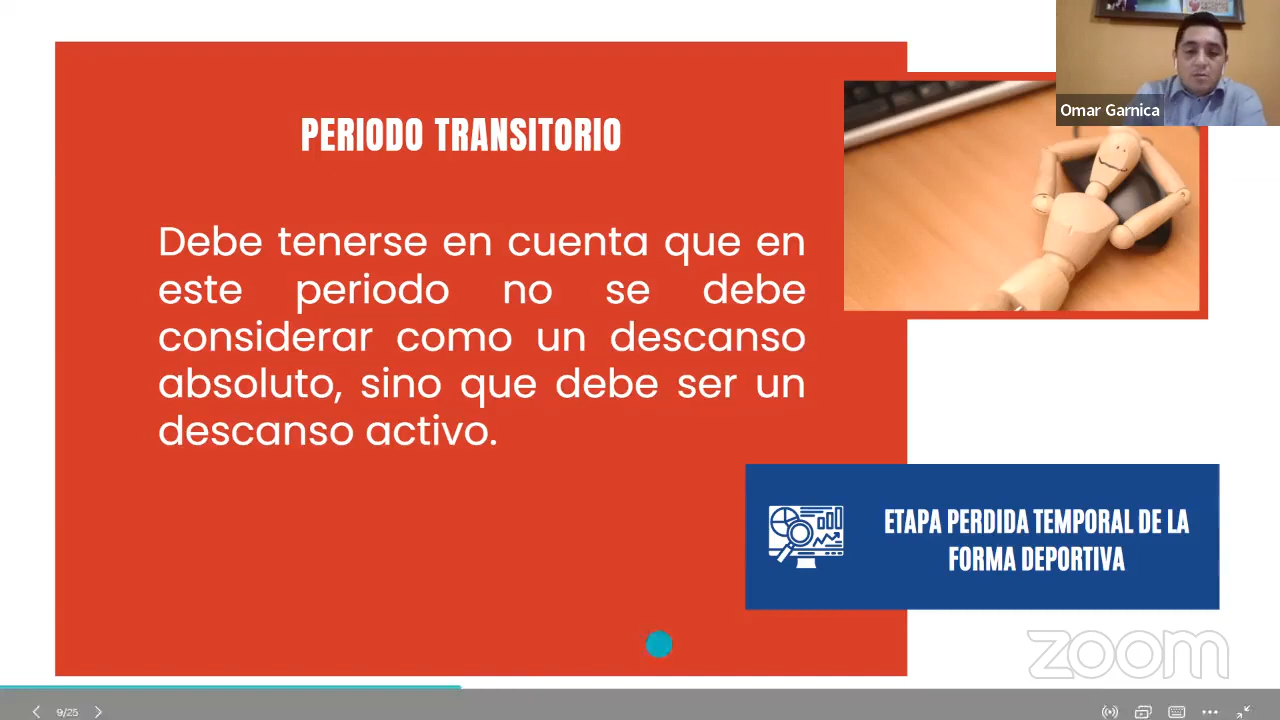 PERIODO TRANSITORIO
Debe tenerse en cuenta que en
este periodo no se debe
considerar como un descanso
absoluto, sino que debe ser un
descanso activo.
Omar Garnica
ETAPA PERDIDA TEMPORAL DE LA
FORMA DEPORTIVA
zoom
9/25